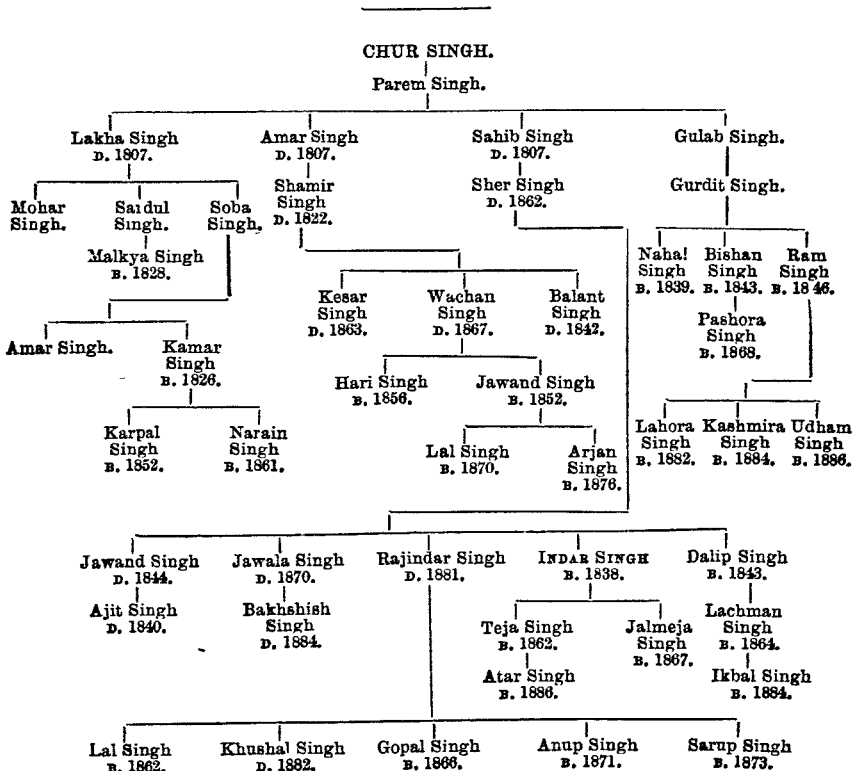 CHUR SINGH.
Parem Singh.
Lakha Singh Amar Singh Sahib Singh Gulab Singh.
D. 1807. D. 1807. D. 1807.
Shamir Sher Singh Gurdit Singh.
Singh D. 1862.
D. 1822.
Mohar Sardul Soba
Singh. Singh. Singh.
Malkya Singh
B. 1828.
Nahal Bishan Ram
Singh Singh Singh
B. 1839. B. 1843. B. 1846.
Kesar Wachan Balant
Singh Singh Singh
D. 1863. D. 1867. D. 1842.
Pashora
Singh
B. 1868.
Amar Singh. Kamar
Singh
B. 1826.
Hari Singh Jawand Singh
B. 1856. B. 1852.
Karpal Narain
Singh Singh
B. 1852. B. 1861.
Lal Singh Arjan
B. 1870. Singh
B. 1876.
Lahora Kashmira Udham
Singh Singh Singh
B. 1882. B. 1884. B. 1886.
Jawand Singh Jawala Singh Rajindar Singh INDAR SINGH Dalip Singh
D. 1844. D. 1870. D. 1881. B. 1838. B. 1843.
Ajit Singh Bakhshish Lachman
D. 1840. Singh Singh
D. 1884. B. 1864.
Teja Singh Jalmeja
B. 1862. Singh
B. 1867.
Atar Singh Ikbal Singh
B. 1886. B. 1884.
Lal Singh Khushal Singh Gopal Singh Anup Singh Sarup Singh
B. 1862. D. 1882. B. 1866. B. 1871. B. 1873.